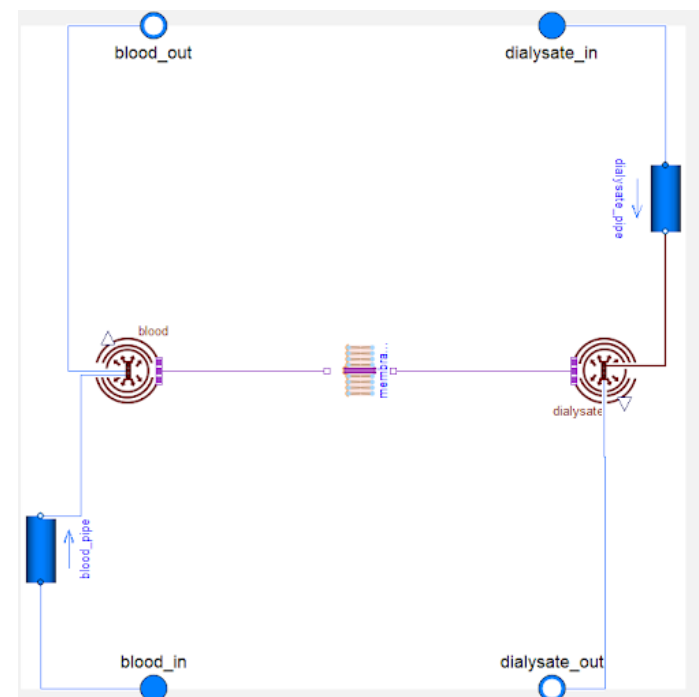 blood_out
dialysate_in
dialysate_pipe
blood
membra...
dialysate
blood_pipe
blood_in
dialysate_out